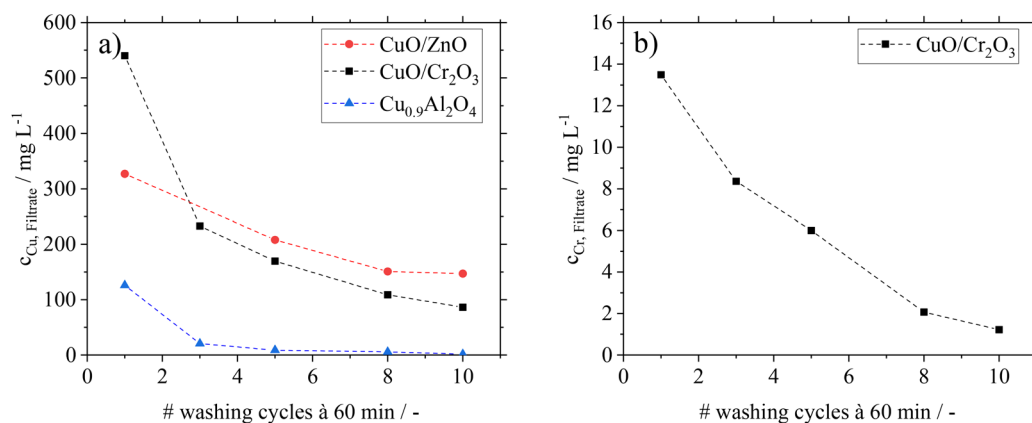 a)
CuO/ZnO
CuO/Cr₂O₃
Cu₀.₉Al₂O₄
600
500
400
300
200
100
0
0 2 4 6 8 10
c_Cu, Filtrate / mg L⁻¹
# washing cycles à 60 min / -
b)
CuO/Cr₂O₃
16
14
12
10
8
6
4
2
0
0 2 4 6 8 10
c_Cr, Filtrate / mg L⁻¹
# washing cycles à 60 min / -